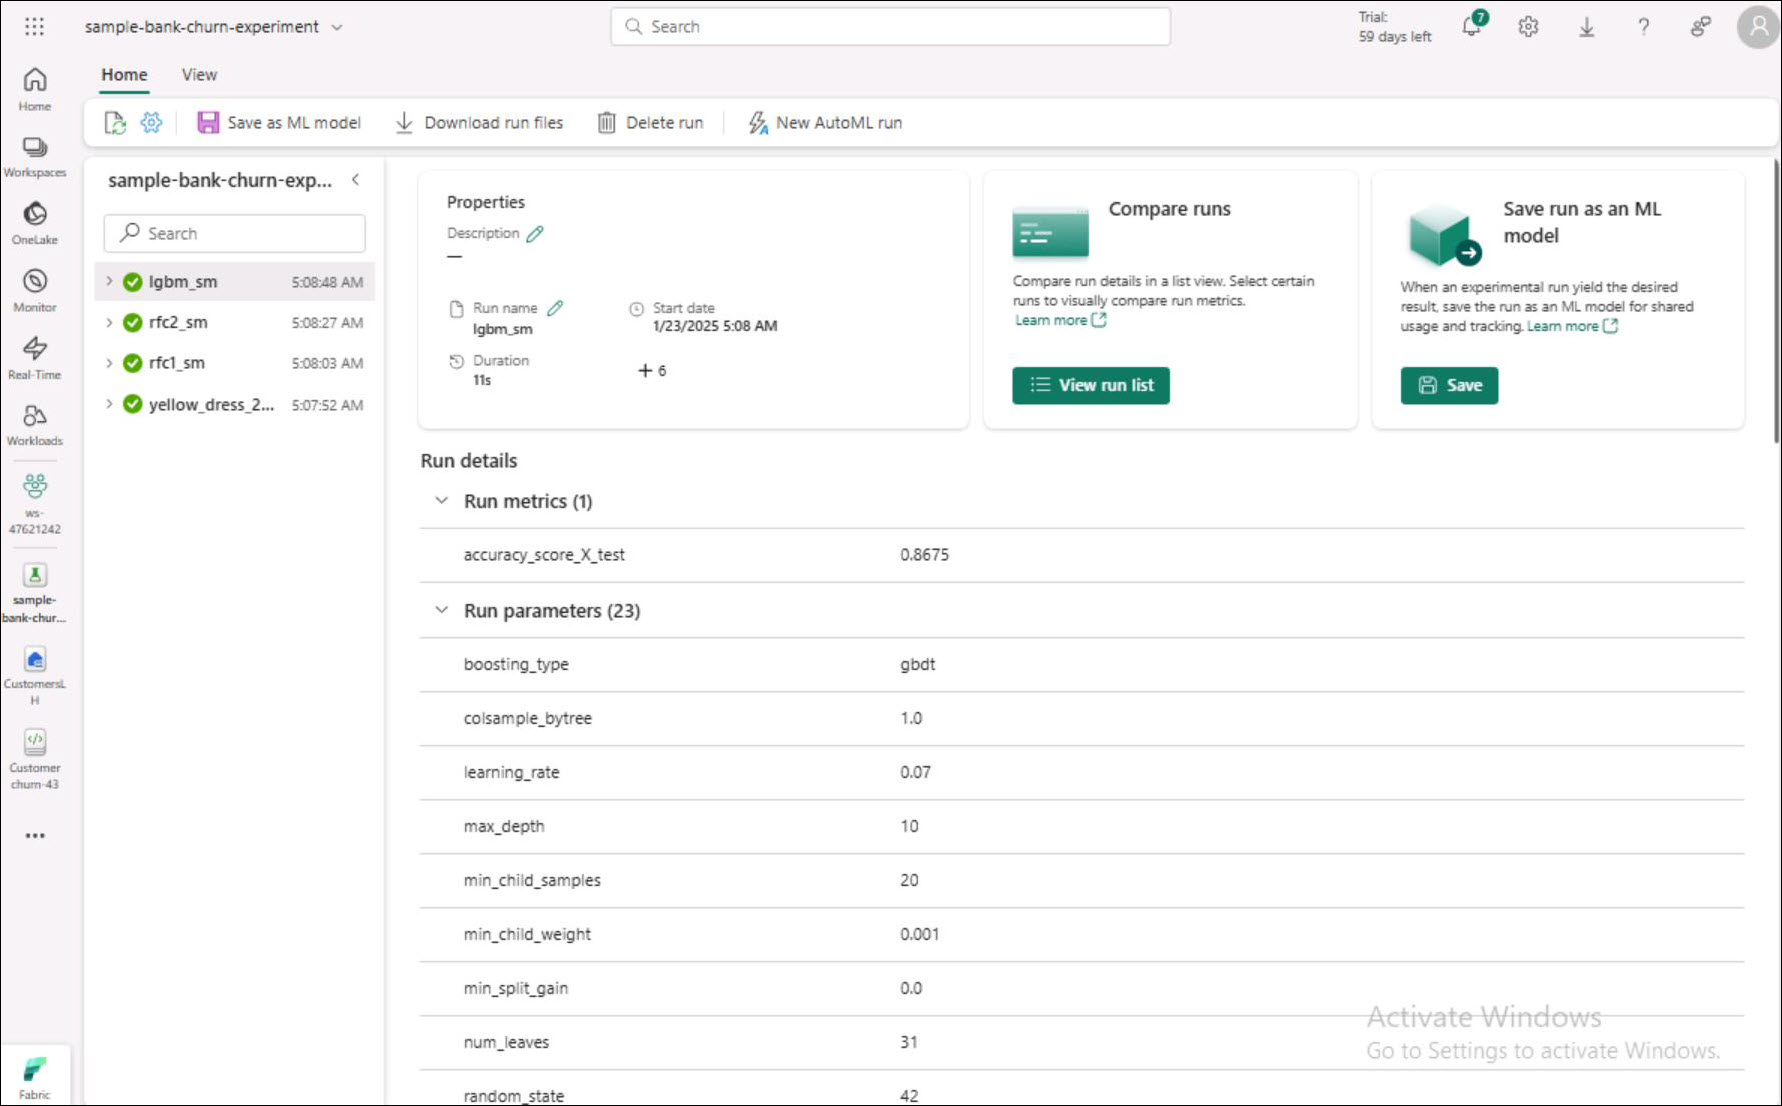 sample-bank-churn-experiment
Search
Trial:
59 days left
7
Home
View
Save as ML model
Download run files
Delete run
New AutoML run
Home
Workspaces
OneLake
Monitor
Real-Time
Workloads
ws-
47621242
sample-
bank-chur...
CustomersL
H
Customer
churn-43
Fabric
sample-bank-churn-exp...
Search
lgbm_sm 5:08:48 AM
rfc2_sm 5:08:27 AM
rfc1_sm 5:08:03 AM
yellow_dress_2... 5:07:52 AM
Properties
Description
—
Run name
lgbm_sm
Start date
1/23/2025 5:08 AM
Duration
11s
+ 6
Compare runs
Compare run details in a list view. Select certain
runs to visually compare run metrics.
Learn more
View run list
Save run as an ML
model
When an experimental run yield the desired
result, save the run as an ML model for shared
usage and tracking. Learn more
Save
Run details
Run metrics (1)
accuracy_score_X_test 0.8675
Run parameters (23)
boosting_type gbdt
colsample_bytree 1.0
learning_rate 0.07
max_depth 10
min_child_samples 20
min_child_weight 0.001
min_split_gain 0.0
num_leaves 31
random_state 42
Activate Windows
Go to Settings to activate Windows.